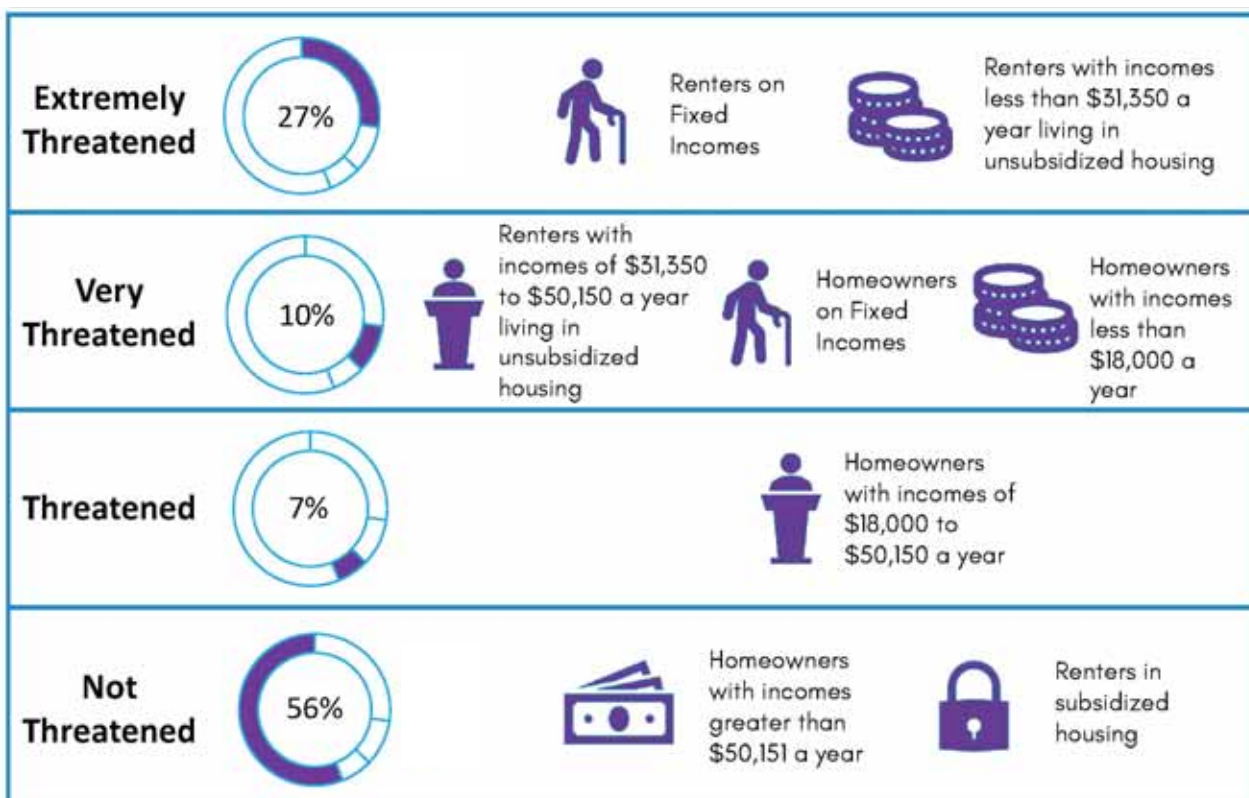 Extremely
Threatened
27%
Renters on
Fixed
Incomes
Renters with incomes
less than $31,350 a
year living in
unsubsidized housing
Very
Threatened
10%
Renters with
incomes of $31,350
to $50,150 a year
living in
unsubsidized
housing
Homeowners
on Fixed
Incomes
Homeowners
with incomes
less than
$18,000 a
year
Threatened
7%
Homeowners
with incomes of
$18,000 to
$50,150 a year
Not
Threatened
56%
Homeowners
with incomes
greater than
$50,151 a year
Renters in
subsidized
housing